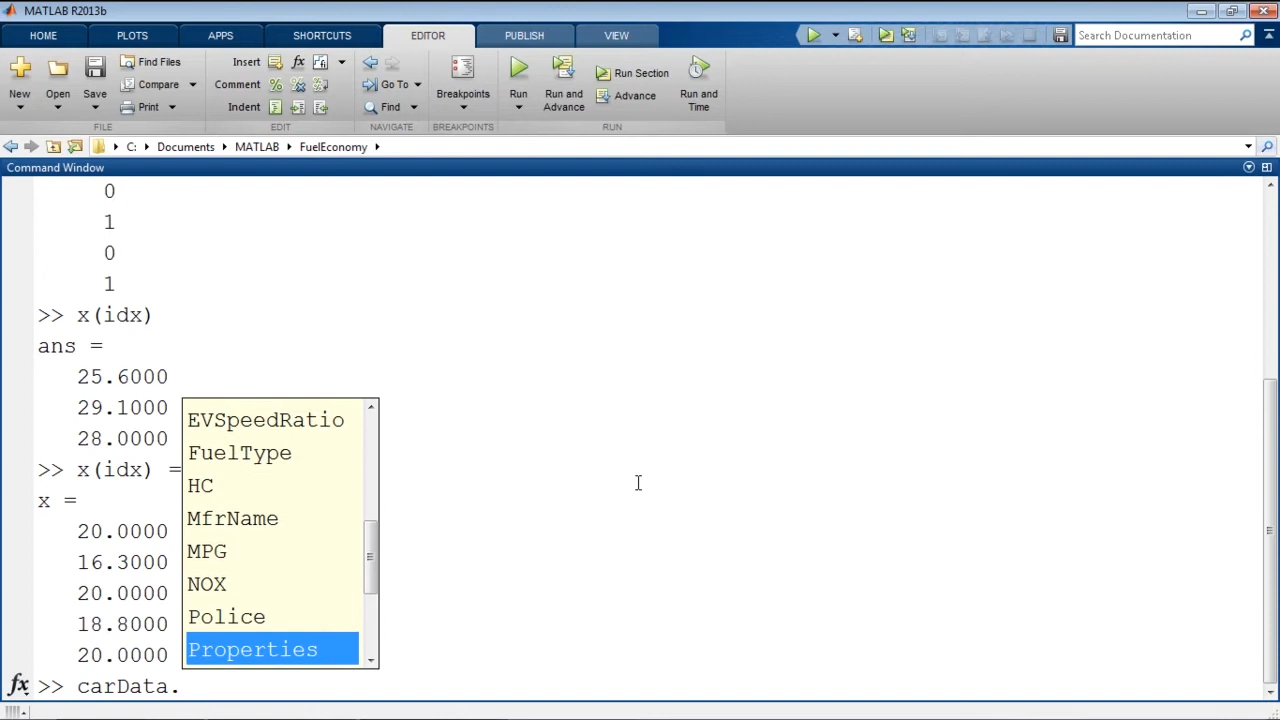 MATLAB R2013b
HOME PLOTS APPS SHORTCUTS EDITOR PUBLISH VIEW Search Documentation
New Open Save Find Files Compare Print
FILE
Insert fx
Comment % % %
Indent
EDIT
Go To
Find
NAVIGATE
Breakpoints
BREAKPOINTS
Run Run and Advance Run Section Advance Run and Time
RUN
C: Documents MATLAB FuelEconomy
Command Window
0
1
0
1
>> x(idx)
ans =
25.6000
29.1000
28.0000
>> x(idx) =
x =
20.0000
16.3000
20.0000
18.8000
20.0000
fx >> carData.
EVSpeedRatio
FuelType
HC
MfrName
MPG
NOX
Police
Properties